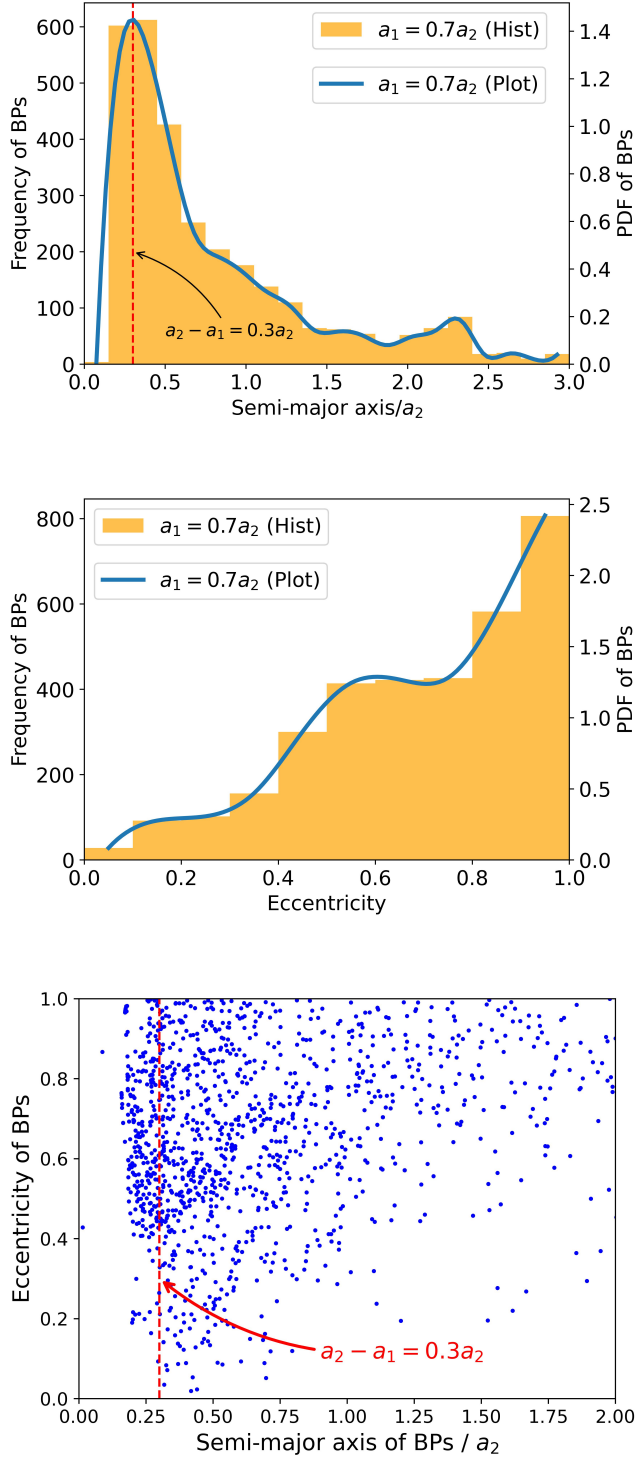 Frequency of BPs
600
500
400
300
200
100
0
a₁ = 0.7a₂ (Hist)
a₁ = 0.7a₂ (Plot)
a₂ − a₁ = 0.3a₂
1.4
1.2
1.0
0.8
0.6
0.4
0.2
0.0
PDF of BPs
0.0 0.5 1.0 1.5 2.0 2.5 3.0
Semi-major axis/a₂
Frequency of BPs
800
600
400
200
0
a₁ = 0.7a₂ (Hist)
a₁ = 0.7a₂ (Plot)
2.5
2.0
1.5
1.0
0.5
0.0
PDF of BPs
0.0 0.2 0.4 0.6 0.8 1.0
Eccentricity
Eccentricity of BPs
1.0
0.8
0.6
0.4
0.2
0.0
a₂ − a₁ = 0.3a₂
0.00 0.25 0.50 0.75 1.00 1.25 1.50 1.75 2.00
Semi-major axis of BPs / a₂